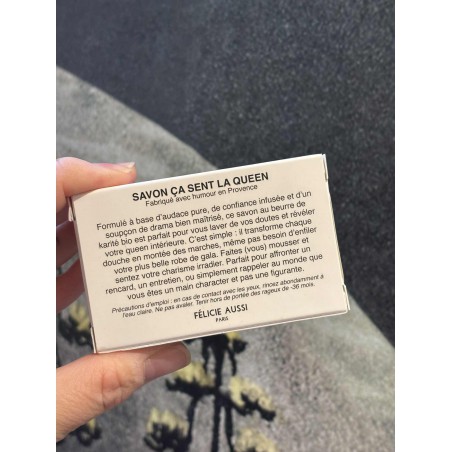 SAVON ÇA SENT LA QUEEN
Fabriqué avec humour en Provence
Formulé à base d'audace pure, de confiance infusée et d'un
soupçon de drama bien maîtrisé, ce savon au beurre de
karité bio est parfait pour vous laver de vos doutes et révéler
votre queen intérieure. C'est simple : il transforme chaque
douche en montée des marches, même pas besoin d'enfiler
votre plus belle robe de gala. Faites (vous) mousser et
sentez votre charisme irradier. Parfait pour affronter un
rencard, un entretien, ou simplement rappeler au monde que
vous êtes un main character et pas une figurante.
Précautions d'emploi : en cas de contact avec les yeux, rincez abondamment à
l'eau claire. Ne pas avaler. Tenir hors de portée des rageux de -36 mois.
FÉLICIE AUSSI
PARIS